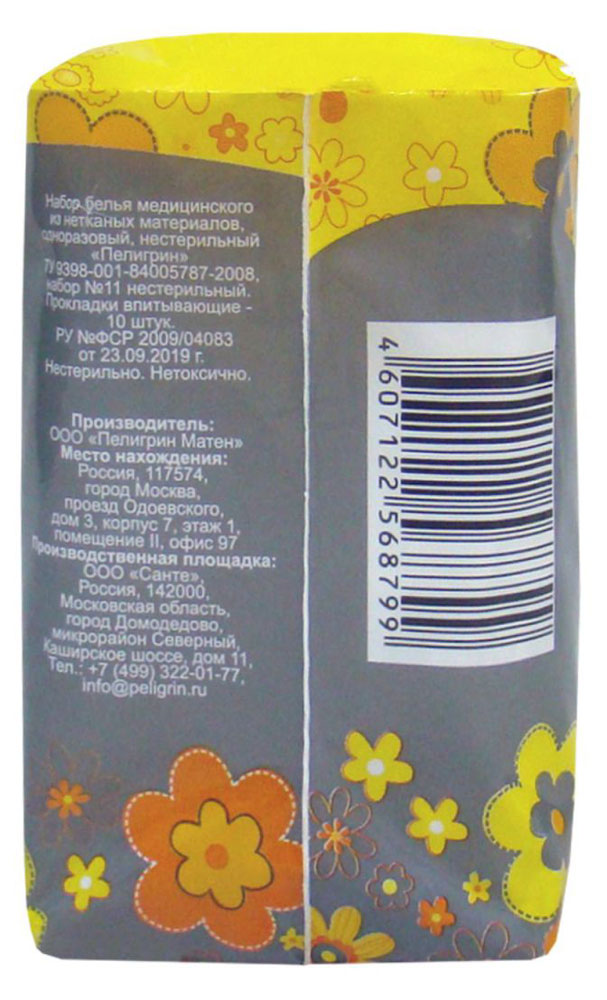 Набор белья медицинского
из нетканых материалов,
одноразовый, нестерильный
«Пелигрин»
ТУ 9398-001-84005787-2008,
набор №11 нестерильный.
Прокладки впитывающие -
10 штук.
РУ №ФСР 2009/04083
от 23.09.2019 г.
Нестерильно. Нетоксично.
Производитель:
ООО «Пелигрин Матен»
Место нахождения:
Россия, 117574,
город Москва,
проезд Одоевского,
дом 3, корпус 7, этаж 1,
помещение II, офис 97
Производственная площадка:
ООО «Санте»,
Россия, 142000,
Московская область,
город Домодедово,
микрорайон Северный,
Каширское шоссе, дом 11,
Тел.: +7 (499) 322-01-77,
info@peligrin.ru
4 607122 568799